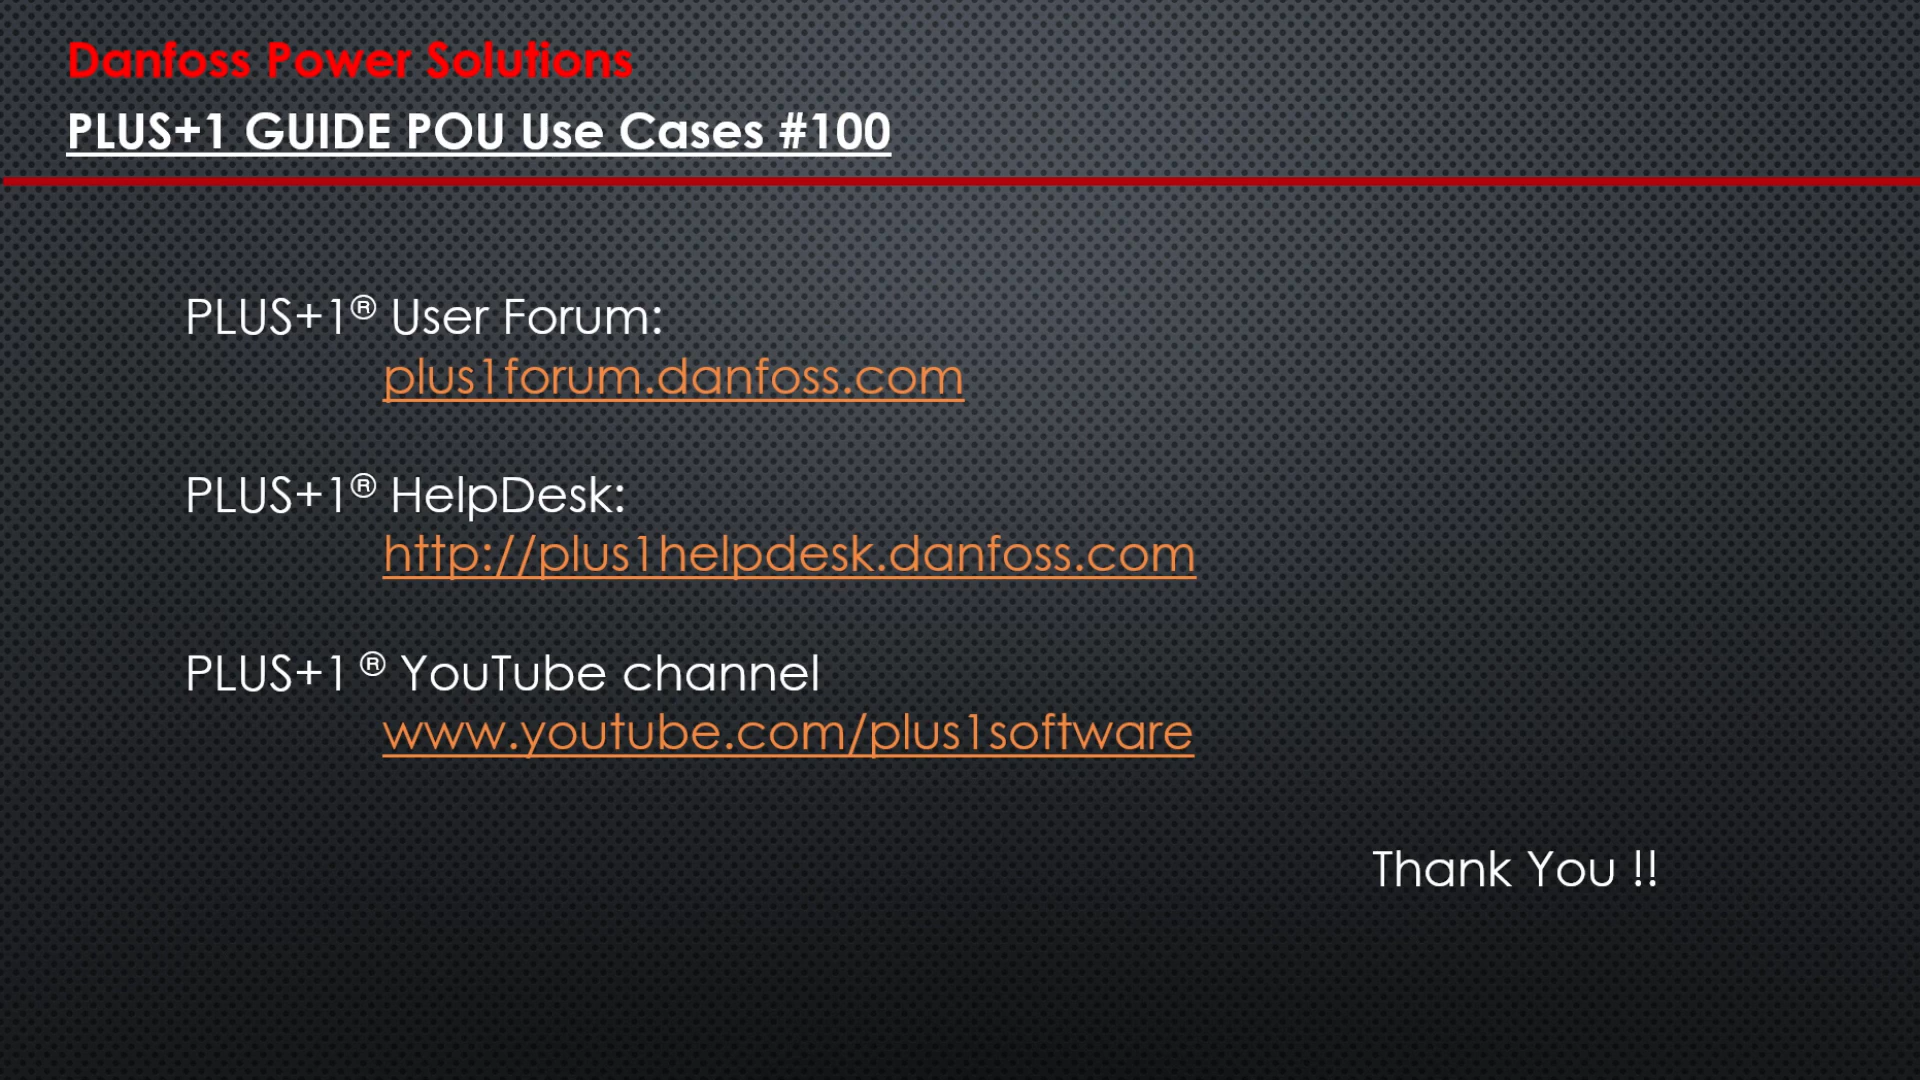 Danfoss Power Solutions
PLUS+1 GUIDE POU Use Cases #100
PLUS+1® User Forum:
plus1forum.danfoss.com
PLUS+1® HelpDesk:
http://plus1helpdesk.danfoss.com
PLUS+1 ® YouTube channel
www.youtube.com/plus1software
Thank You !!